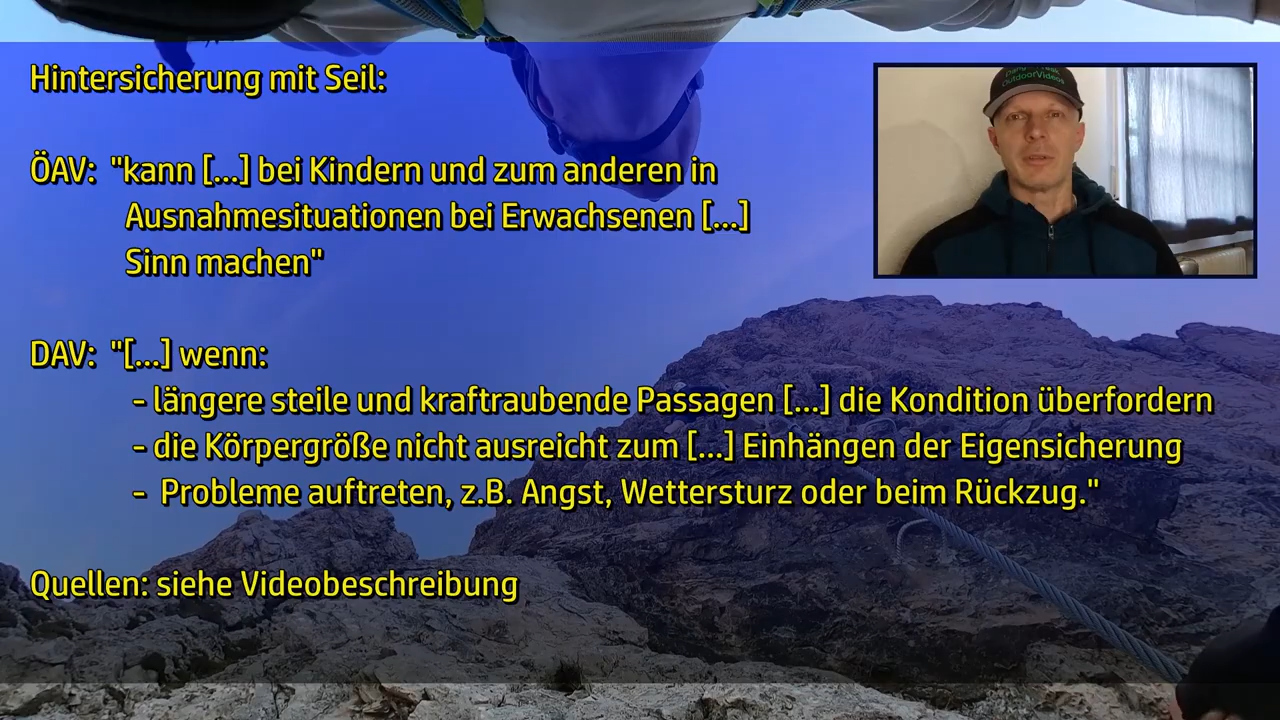 Hintersicherung mit Seil:
ÖAV: "kann [...] bei Kindern und zum anderen in
Ausnahmesituationen bei Erwachsenen [...]
Sinn machen"
DAV: "[...] wenn:
- längere steile und kraftraubende Passagen [...] die Kondition überfordern
- die Körpergröße nicht ausreicht zum [...] Einhängen der Eigensicherung
- Probleme auftreten, z.B. Angst, Wettersturz oder beim Rückzug."
Quellen: siehe Videobeschreibung
OutdoorVideos